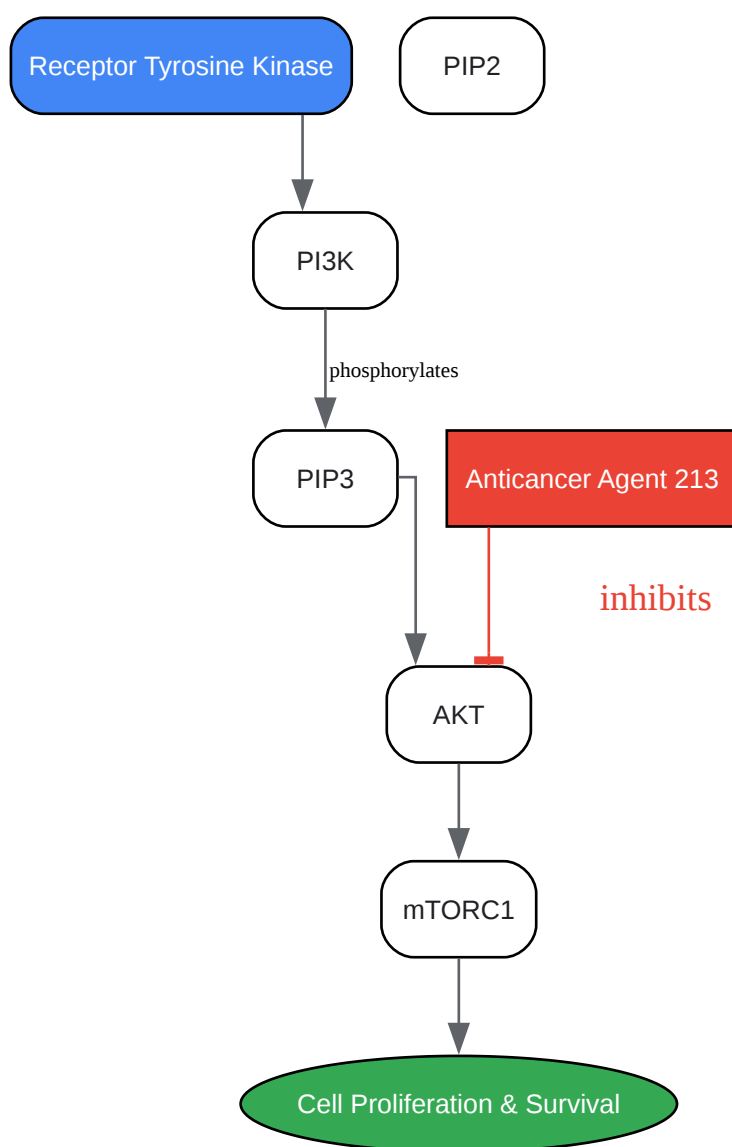 Receptor Tyrosine Kinase
PIP2
PI3K
phosphorylates
PIP3
Anticancer Agent 213
inhibits
AKT
mTORC1
Cell Proliferation & Survival